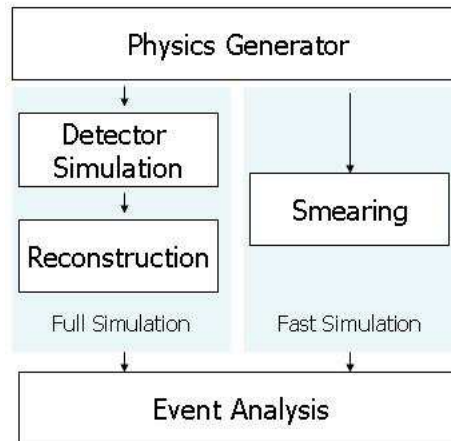 Physics Generator
Detector
Simulation
Reconstruction
Full Simulation
Smearing
Fast Simulation
Event Analysis